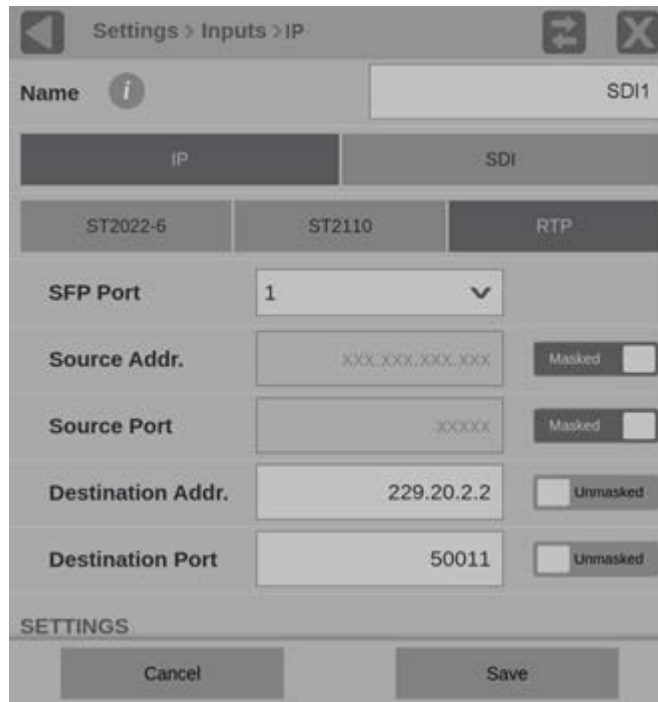 Settings > Inputs > IP
Name i SDI1
IP SDI
ST2022-6 ST2110 RTP
SFP Port 1
Source Addr. xxx.xxx.xxx.xxx Masked
Source Port xxxxx Masked
Destination Addr. 229.20.2.2 Unmasked
Destination Port 50011 Unmasked
SETTINGS
Cancel Save